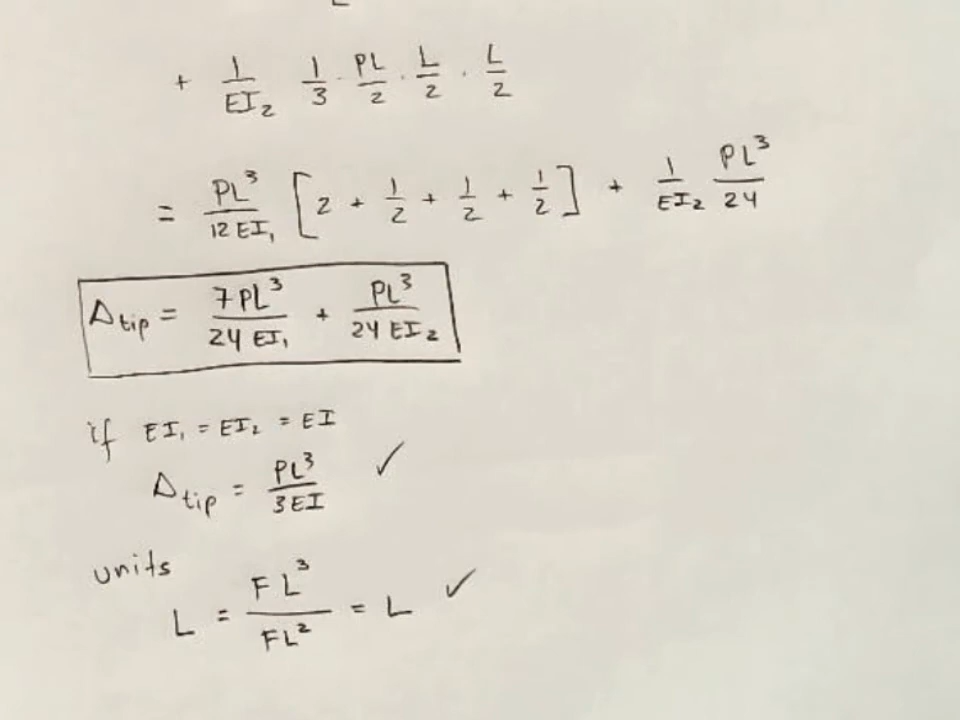 + 1/EI₂ 1/3 · PL/2 · L/2 · L/2
= PL³/12EI₁ [2 + 1/2 + 1/2 + 1/2] + 1/EI₂ PL³/24
Δtip = 7PL³/24EI₁ + PL³/24EI₂
if EI₁ = EI₂ = EI
Δtip = PL³/3EI ✓
units
L = FL³/FL² = L ✓